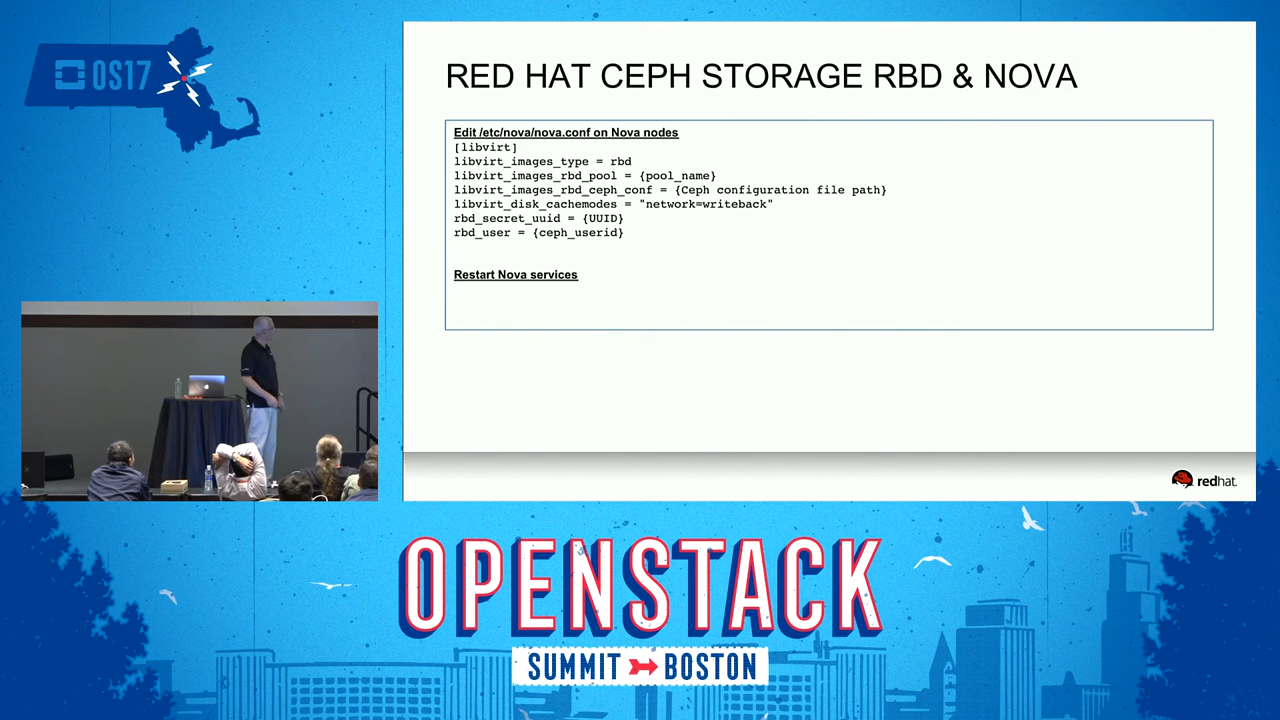 OS17
RED HAT CEPH STORAGE RBD & NOVA
Edit /etc/nova/nova.conf on Nova nodes
[libvirt]
libvirt_images_type = rbd
libvirt_images_rbd_pool = {pool_name}
libvirt_images_rbd_ceph_conf = {Ceph configuration file path}
libvirt_disk_cachemodes = "network=writeback"
rbd_secret_uuid = {UUID}
rbd_user = {ceph_userid}
Restart Nova services
redhat.
OPENSTACK
SUMMIT BOSTON